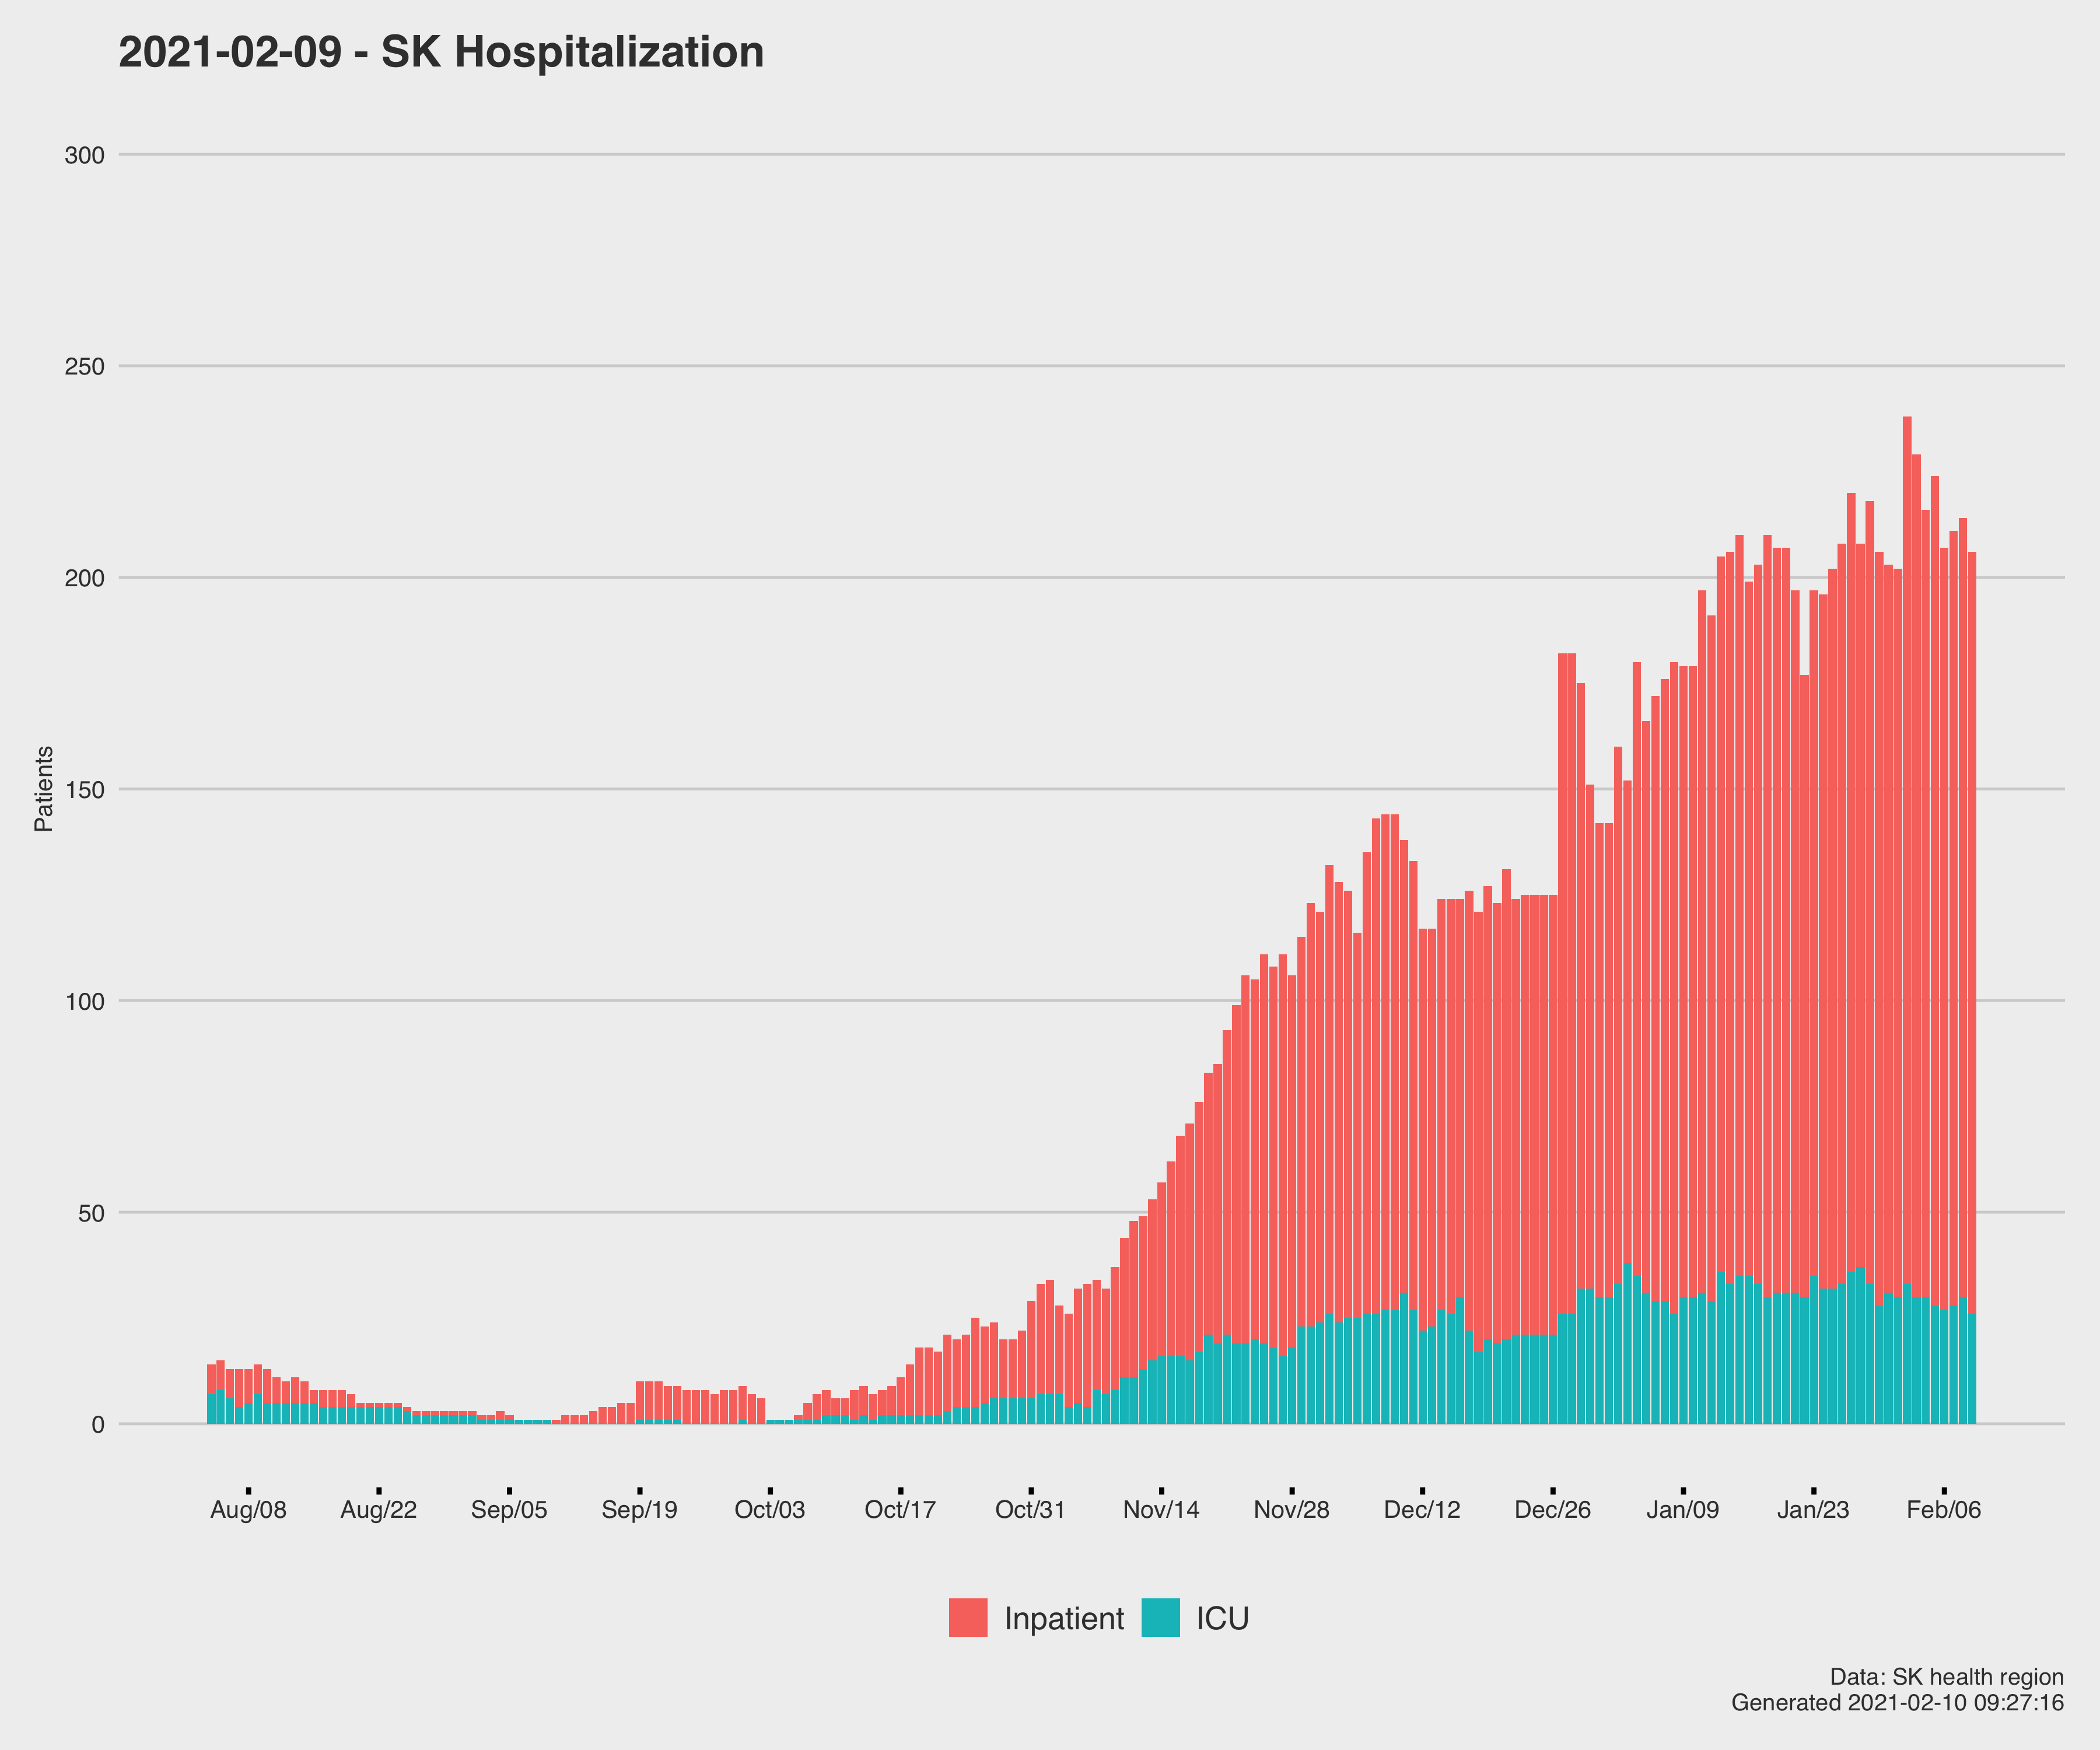 2021-02-09 - SK Hospitalization
300
250
200
150
100
50
0
Patients
Aug/08 Aug/22 Sep/05 Sep/19 Oct/03 Oct/17 Oct/31 Nov/14 Nov/28 Dec/12 Dec/26 Jan/09 Jan/23 Feb/06
Inpatient ICU
Data: SK health region
Generated 2021-02-10 09:27:16